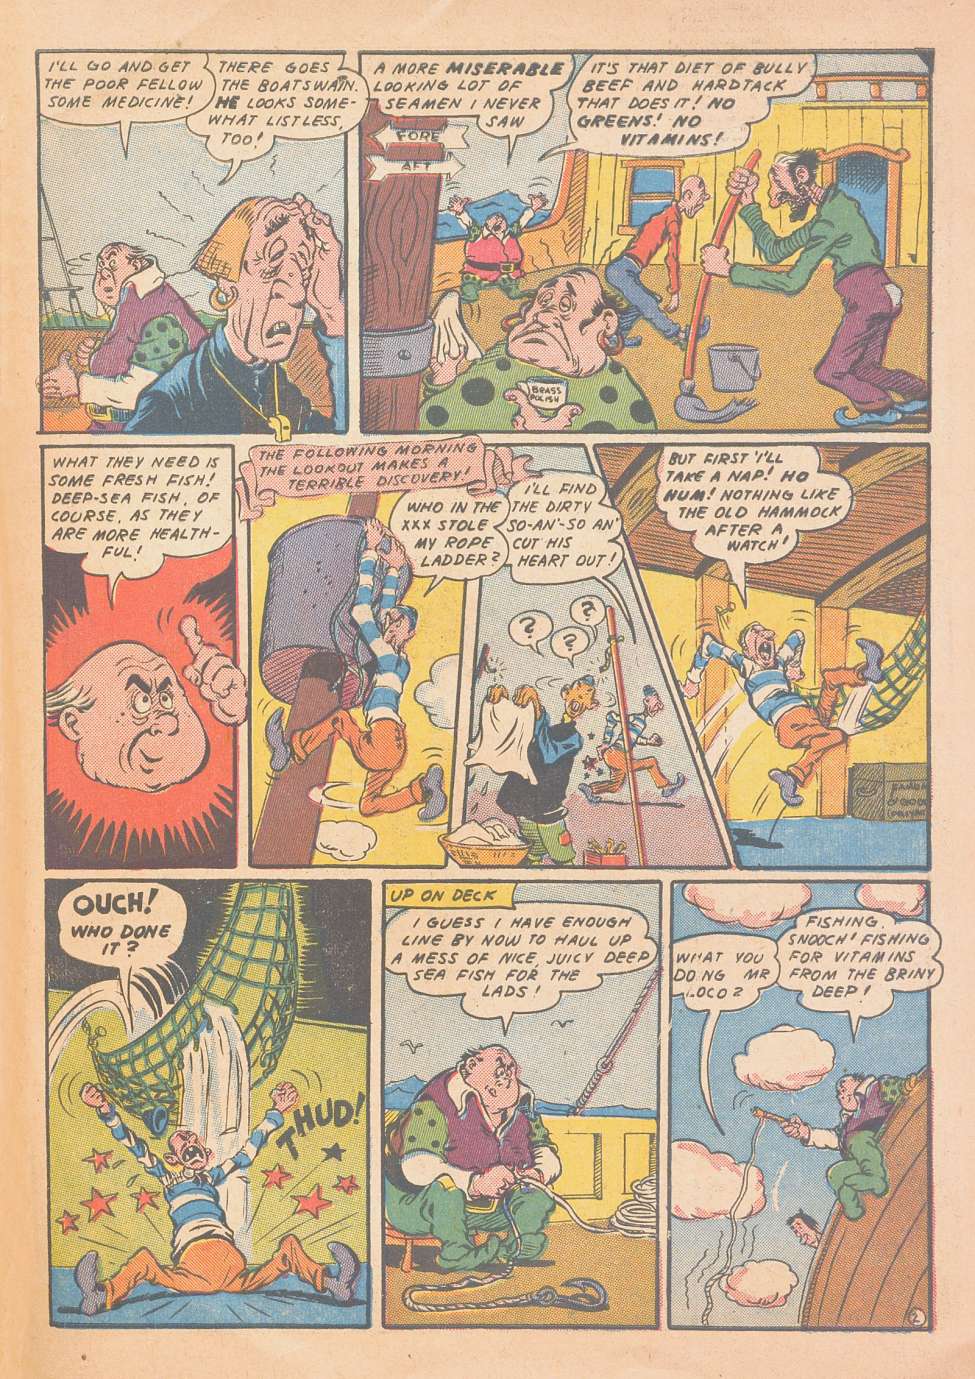 I'LL GO AND GET
THE POOR FELLOW
SOME MEDICINE!
THERE GOES
THE BOATSWAIN.
HE LOOKS SOME-
WHAT LISTLESS,
TOO!
A MORE MISERABLE
LOOKING LOT OF
SEAMEN I NEVER
SAW
IT'S THAT DIET OF BULLY
BEEF AND HARDTACK
THAT DOES IT! NO
GREENS! NO
VITAMINS!
FORE
AFT
BRASS
POLISH
WHAT THEY NEED IS
SOME FRESH FISH!
DEEP-SEA FISH, OF
COURSE, AS THEY
ARE MORE HEALTH-
FUL!
THE FOLLOWING MORNING
THE LOOKOUT MAKES A
TERRIBLE DISCOVERY!
WHO IN THE
XXX STOLE
MY ROPE
LADDER?
I'LL FIND
THE DIRTY
SO-AN'-SO AN'
CUT HIS
HEART OUT!
?
?
?
BUT FIRST I'LL
TAKE A NAP! HO
HUM! NOTHING LIKE
THE OLD HAMMOCK
AFTER A
WATCH!
OUCH!
WHO DONE
IT?
THUD!
UP ON DECK
I GUESS I HAVE ENOUGH
LINE BY NOW TO HAUL UP
A MESS OF NICE, JUICY DEEP
SEA FISH FOR THE
LADS!
WHAT YOU
DOING MR
LOCO?
FISHING,
SNOOCH! FISHING
FOR VITAMINS
FROM THE BRINY
DEEP!
2